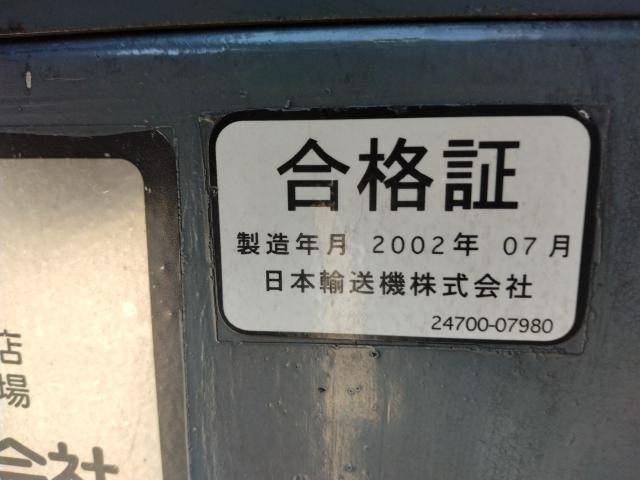 合格証
製造年月 2002年 07月
日本輸送機株式会社
24700-07980
店
場
会社